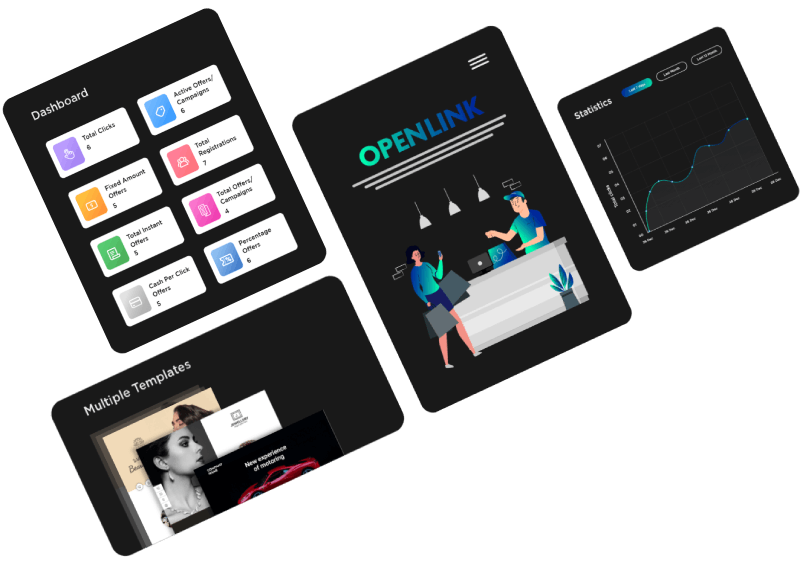 Dashboard
Total Clicks
6
Active Offers/
Campaigns
6
Fixed Amount
Offers
5
Total
Registrations
7
Total Instant
Offers
5
Total Offers/
Campaigns
4
Cash Per Click
Offers
5
Percentage
Offers
6
OPENLINK
Statistics
Last 7 days
Last Month
Last 12 Month
Total clicks
Multiple Templates
New experience
of motoring